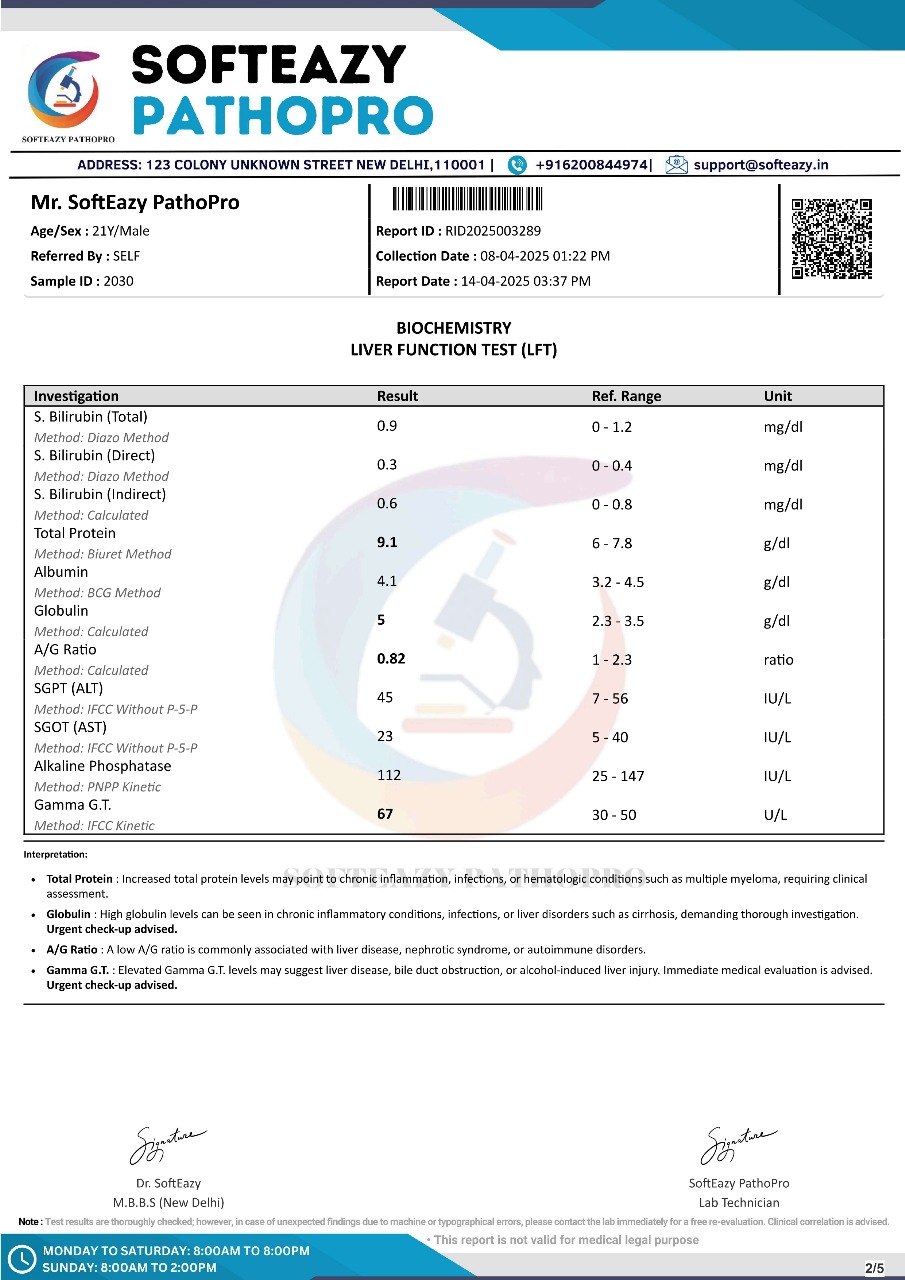 SOFTEAZY
PATHOPRO
SOFTEAZY PATHOPRO
ADDRESS: 123 COLONY UNKNOWN STREET NEW DELHI,110001 | +916200844974| support@softeazy.in
Mr. SoftEazy PathoPro
Age/Sex : 21Y/Male
Referred By : SELF
Sample ID : 2030
Report ID : RID2025003289
Collection Date : 08-04-2025 01:22 PM
Report Date : 14-04-2025 03:37 PM
BIOCHEMISTRY
LIVER FUNCTION TEST (LFT)
Investigation Result Ref. Range Unit
S. Bilirubin (Total) 0.9 0 - 1.2 mg/dl
Method: Diazo Method
S. Bilirubin (Direct) 0.3 0 - 0.4 mg/dl
Method: Diazo Method
S. Bilirubin (Indirect) 0.6 0 - 0.8 mg/dl
Method: Calculated
Total Protein 9.1 6 - 7.8 g/dl
Method: Biuret Method
Albumin 4.1 3.2 - 4.5 g/dl
Method: BCG Method
Globulin 5 2.3 - 3.5 g/dl
Method: Calculated
A/G Ratio 0.82 1 - 2.3 ratio
Method: Calculated
SGPT (ALT) 45 7 - 56 IU/L
Method: IFCC Without P-5-P
SGOT (AST) 23 5 - 40 IU/L
Method: IFCC Without P-5-P
Alkaline Phosphatase 112 25 - 147 IU/L
Method: PNPP Kinetic
Gamma G.T. 67 30 - 50 U/L
Method: IFCC Kinetic
Interpretation:
SOFTEAZY PATHOPRO
• Total Protein : Increased total protein levels may point to chronic inflammation, infections, or hematologic conditions such as multiple myeloma, requiring clinical
assessment.
• Globulin : High globulin levels can be seen in chronic inflammatory conditions, infections, or liver disorders such as cirrhosis, demanding thorough investigation.
Urgent check-up advised.
• A/G Ratio : A low A/G ratio is commonly associated with liver disease, nephrotic syndrome, or autoimmune disorders.
• Gamma G.T. : Elevated Gamma G.T. levels may suggest liver disease, bile duct obstruction, or alcohol-induced liver injury. Immediate medical evaluation is advised.
Urgent check-up advised.
Signature
Dr. SoftEazy
M.B.B.S (New Delhi)
Signature
SoftEazy PathoPro
Lab Technician
Note : Test results are thoroughly checked; however, in case of unexpected findings due to machine or typographical errors, please contact the lab immediately for a free re-evaluation. Clinical correlation is advised.
• This report is not valid for medical legal purpose
MONDAY TO SATURDAY: 8:00AM TO 8:00PM
SUNDAY: 8:00AM TO 2:00PM
2/5